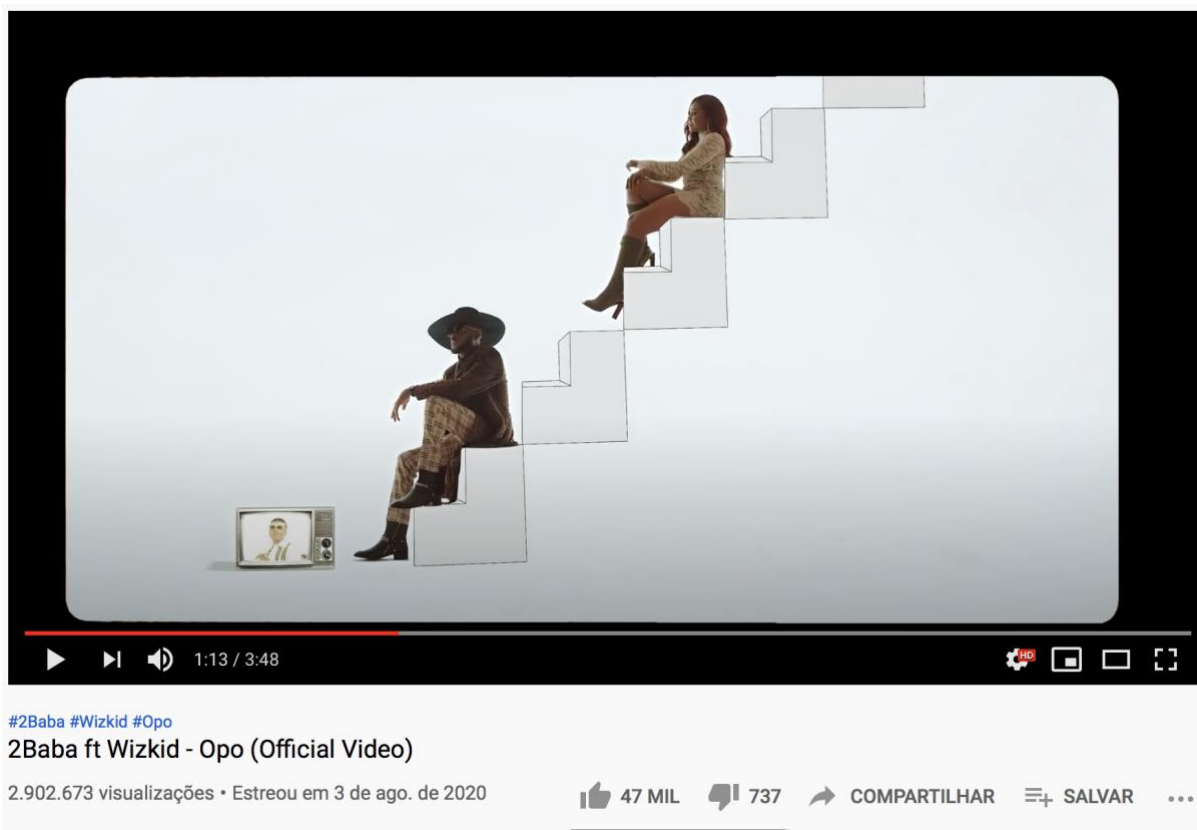 1:13 / 3:48
HD
#2Baba #Wizkid #Opo
2Baba ft Wizkid - Opo (Official Video)
2.902.673 visualizações • Estreou em 3 de ago. de 2020 47 MIL 737 COMPARTILHAR SALVAR